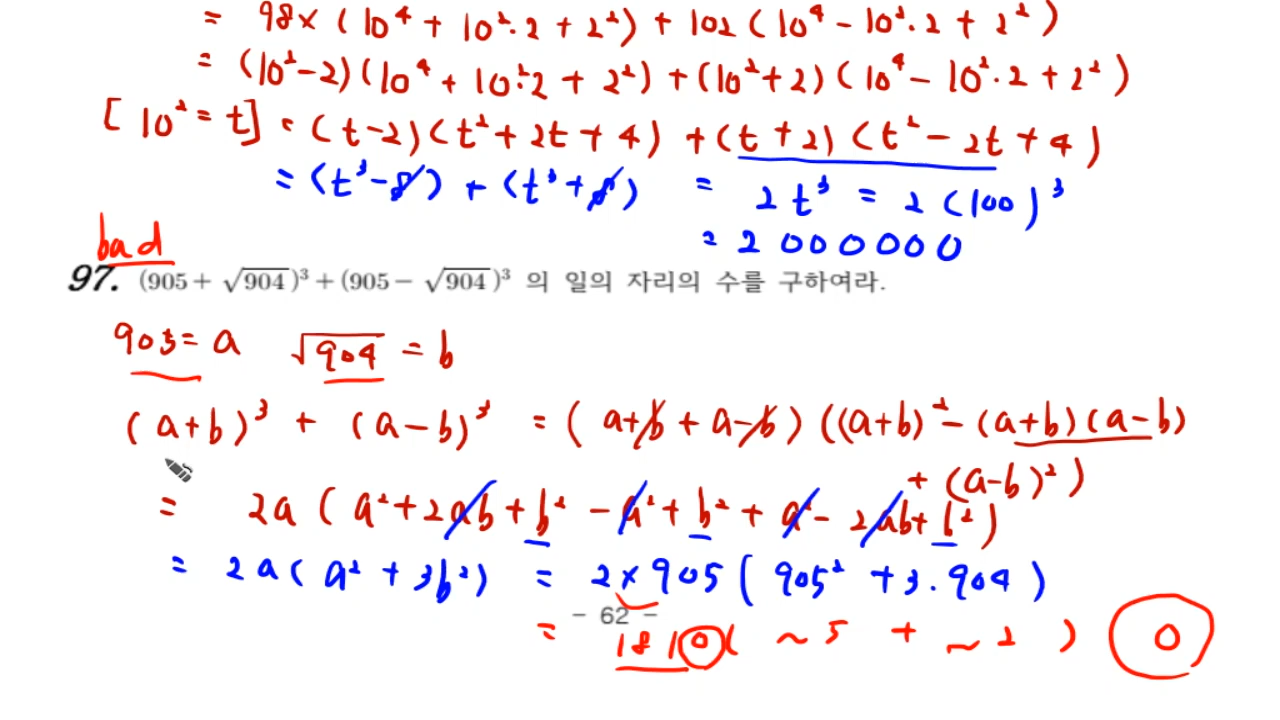 = 98×(10⁴ + 10²·2 + 2²) + 102(10⁴ - 10²·2 + 2²)
= (10²-2)(10⁴ + 10²·2 + 2²) + (10²+2)(10⁴ - 10²·2 + 2²)
[10² = t] = (t-2)(t² + 2t + 4) + (t+2)(t² - 2t + 4)
= (t³-8) + (t³+8) = 2t³ = 2(100)³
= 2000000
bad
97. (905 + √904)³ + (905 - √904)³ 의 일의 자리의 수를 구하여라.
905 = a √904 = b
(a+b)³ + (a-b)³ = (a+b + a-b)((a+b)² - (a+b)(a-b)
+ (a-b)²)
= 2a(a² + 2ab + b² - a² + b² + a² - 2ab + b²)
= 2a(a² + 3b²) = 2×905(905² + 3.904)
- 62 -
= 1810(~5 + ~2) 0